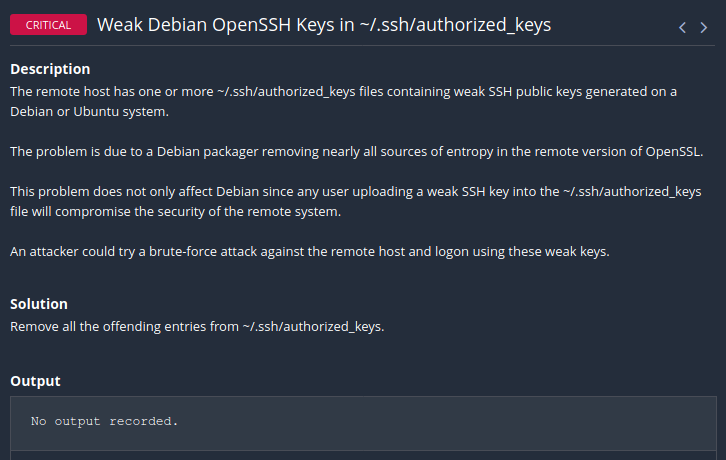 CRITICAL Weak Debian OpenSSH Keys in ~/.ssh/authorized_keys
Description
The remote host has one or more ~/.ssh/authorized_keys files containing weak SSH public keys generated on a
Debian or Ubuntu system.
The problem is due to a Debian packager removing nearly all sources of entropy in the remote version of OpenSSL.
This problem does not only affect Debian since any user uploading a weak SSH key into the ~/.ssh/authorized_keys
file will compromise the security of the remote system.
An attacker could try a brute-force attack against the remote host and logon using these weak keys.
Solution
Remove all the offending entries from ~/.ssh/authorized_keys.
Output
No output recorded.